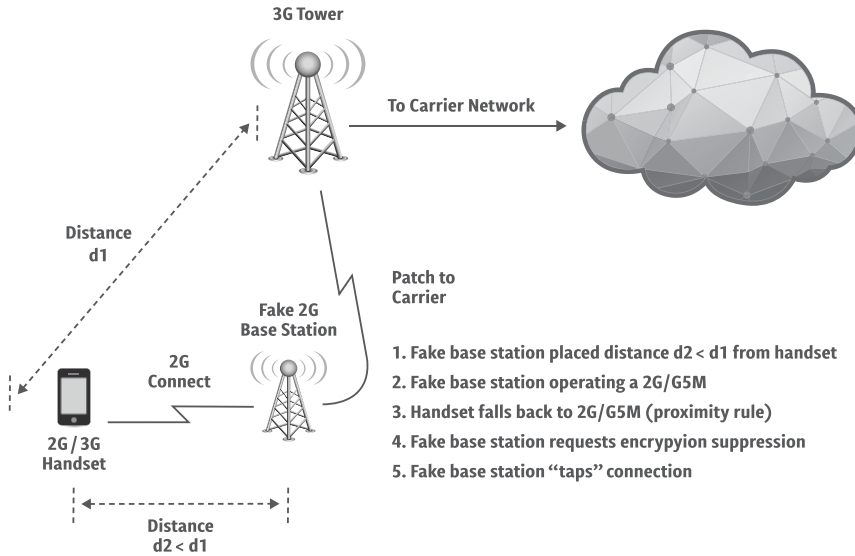 3G Tower
To Carrier Network
Distance
d1
Patch to
Carrier
Fake 2G
Base Station
2G
Connect
2G / 3G
Handset
Distance
d2 < d1
1. Fake base station placed distance d2 < d1 from handset
2. Fake base station operating a 2G/G5M
3. Handset falls back to 2G/G5M (proximity rule)
4. Fake base station requests encrypyion suppression
5. Fake base station “taps” connection